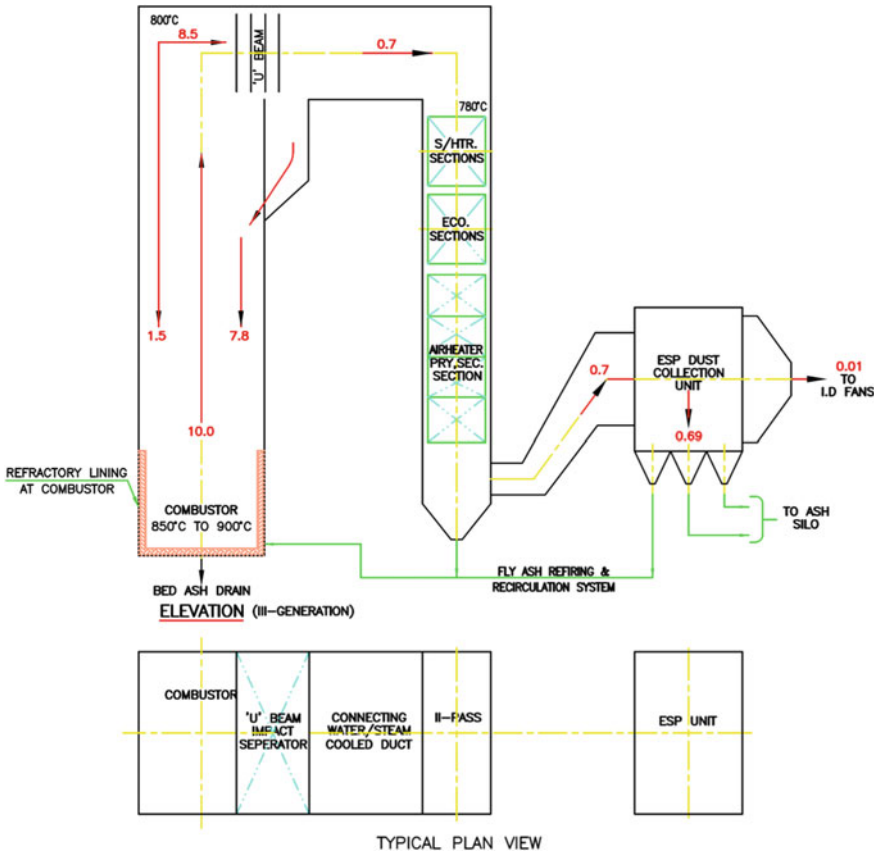 800°C
8.5
'U' BEAM
0.7
780°C
S/HTR.
SECTIONS
ECO.
SECTIONS
AIRHEATER
PRY,SEC.
SECTION
1.5
7.8
10.0
ESP DUST
COLLECTION
UNIT
0.7
0.01
TO
I.D FANS
0.69
REFRACTORY LINING
AT COMBUSTOR
COMBUSTOR
850°C TO 900°C
TO ASH
SILO
FLY ASH REFIRING &
RECIRCULATION SYSTEM
BED ASH DRAIN
ELEVATION (III-GENERATION)
COMBUSTOR
'U' BEAM
IMPACT
SEPERATOR
CONNECTING
WATER/STEAM
COOLED DUCT
II-PASS
ESP UNIT
TYPICAL PLAN VIEW